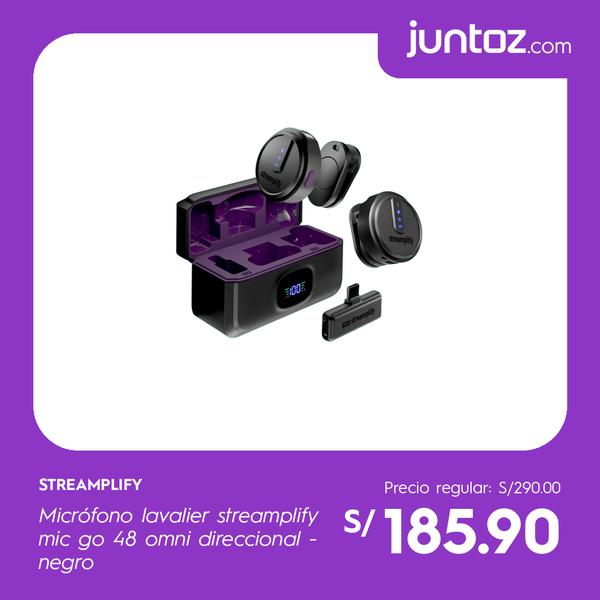 juntoz.com
streamplify
streamplify
100
streamplify
STREAMPLIFY
Micrófono lavalier streamplify
mic go 48 omni direccional -
negro
Precio regular: S/290.00
S/185.90